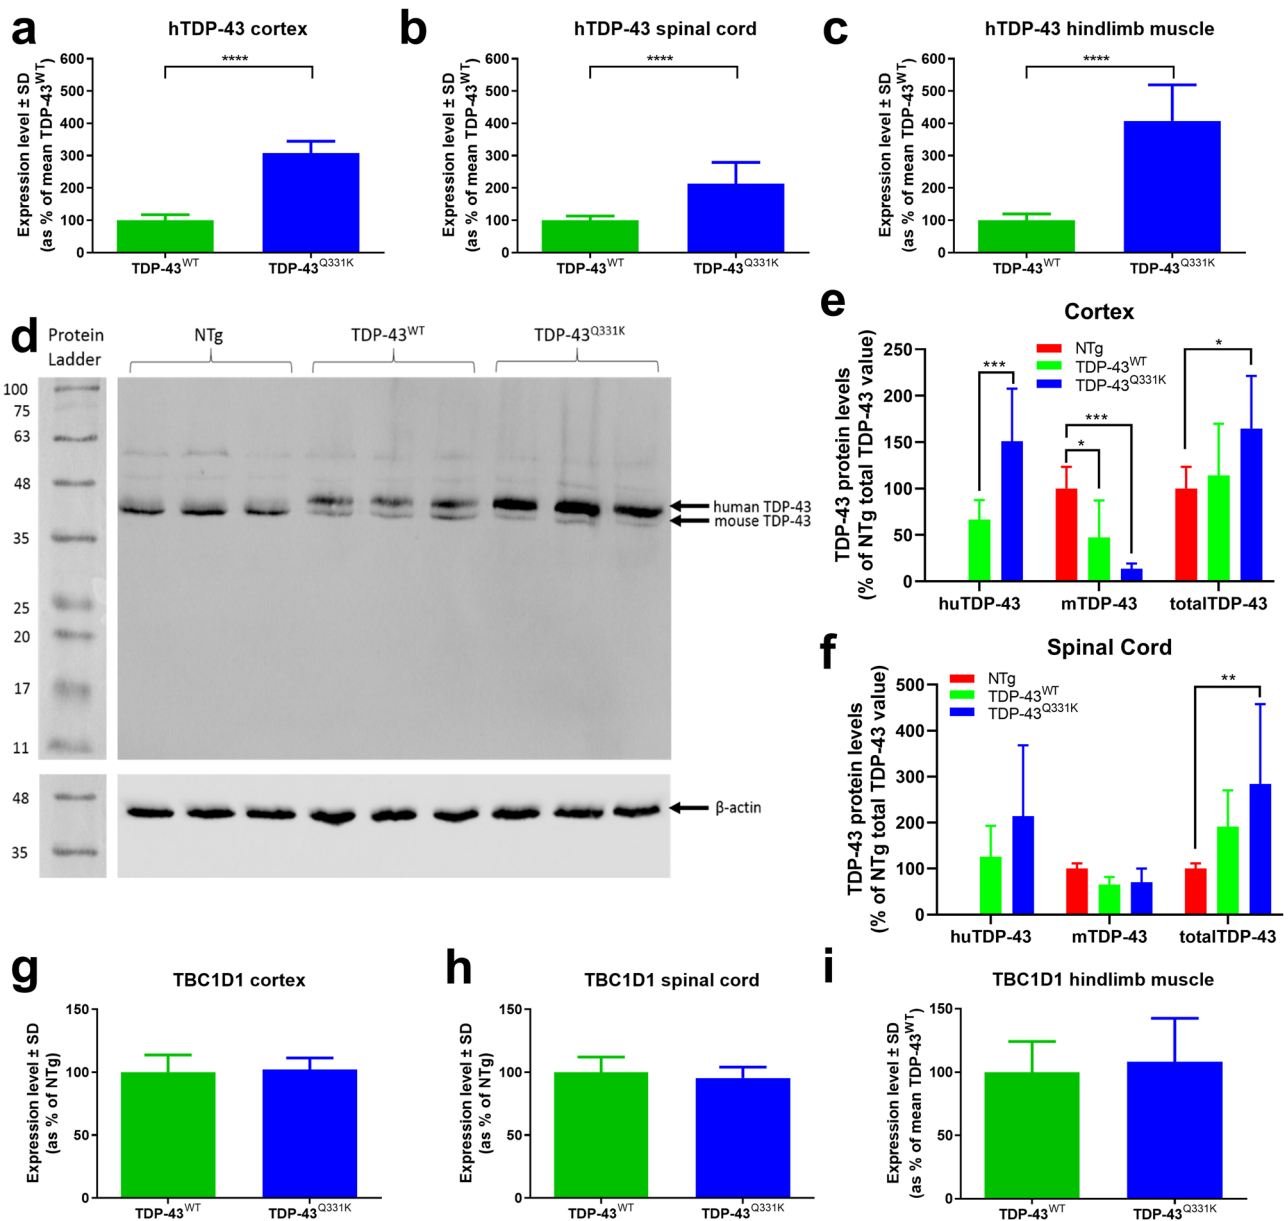 a
hTDP-43 cortex
Expression level ± SD
(as % of mean TDP-43WT)
600
500
400
300
200
100
0
****
TDP-43WT
TDP-43Q331K
b
hTDP-43 spinal cord
Expression level ± SD
(as % of mean TDP-43WT)
600
500
400
300
200
100
0
****
TDP-43WT
TDP-43Q331K
c
hTDP-43 hindlimb muscle
Expression level ± SD
(as % of mean TDP-43WT)
600
500
400
300
200
100
0
****
TDP-43WT
TDP-43Q331K
d
Protein
Ladder
NTg
TDP-43WT
TDP-43Q331K
100
75
63
48
35
25
20
17
11
human TDP-43
mouse TDP-43
48
35
β-actin
e
Cortex
TDP-43 protein levels
(% of NTg total TDP-43 value)
250
200
150
100
50
0
NTg
TDP-43WT
TDP-43Q331K
***
*
***
*
huTDP-43
mTDP-43
totalTDP-43
f
Spinal Cord
TDP-43 protein levels
(% of NTg total TDP-43 value)
500
400
300
200
100
0
NTg
TDP-43WT
TDP-43Q331K
**
huTDP-43
mTDP-43
totalTDP-43
g
TBC1D1 cortex
Expression level ± SD
(as % of NTg)
150
100
50
0
TDP-43WT
TDP-43Q331K
h
TBC1D1 spinal cord
Expression level ± SD
(as % of NTg)
150
100
50
0
TDP-43WT
TDP-43Q331K
i
TBC1D1 hindlimb muscle
Expression level ± SD
(as % of mean TDP-43WT)
150
100
50
0
TDP-43WT
TDP-43Q331K